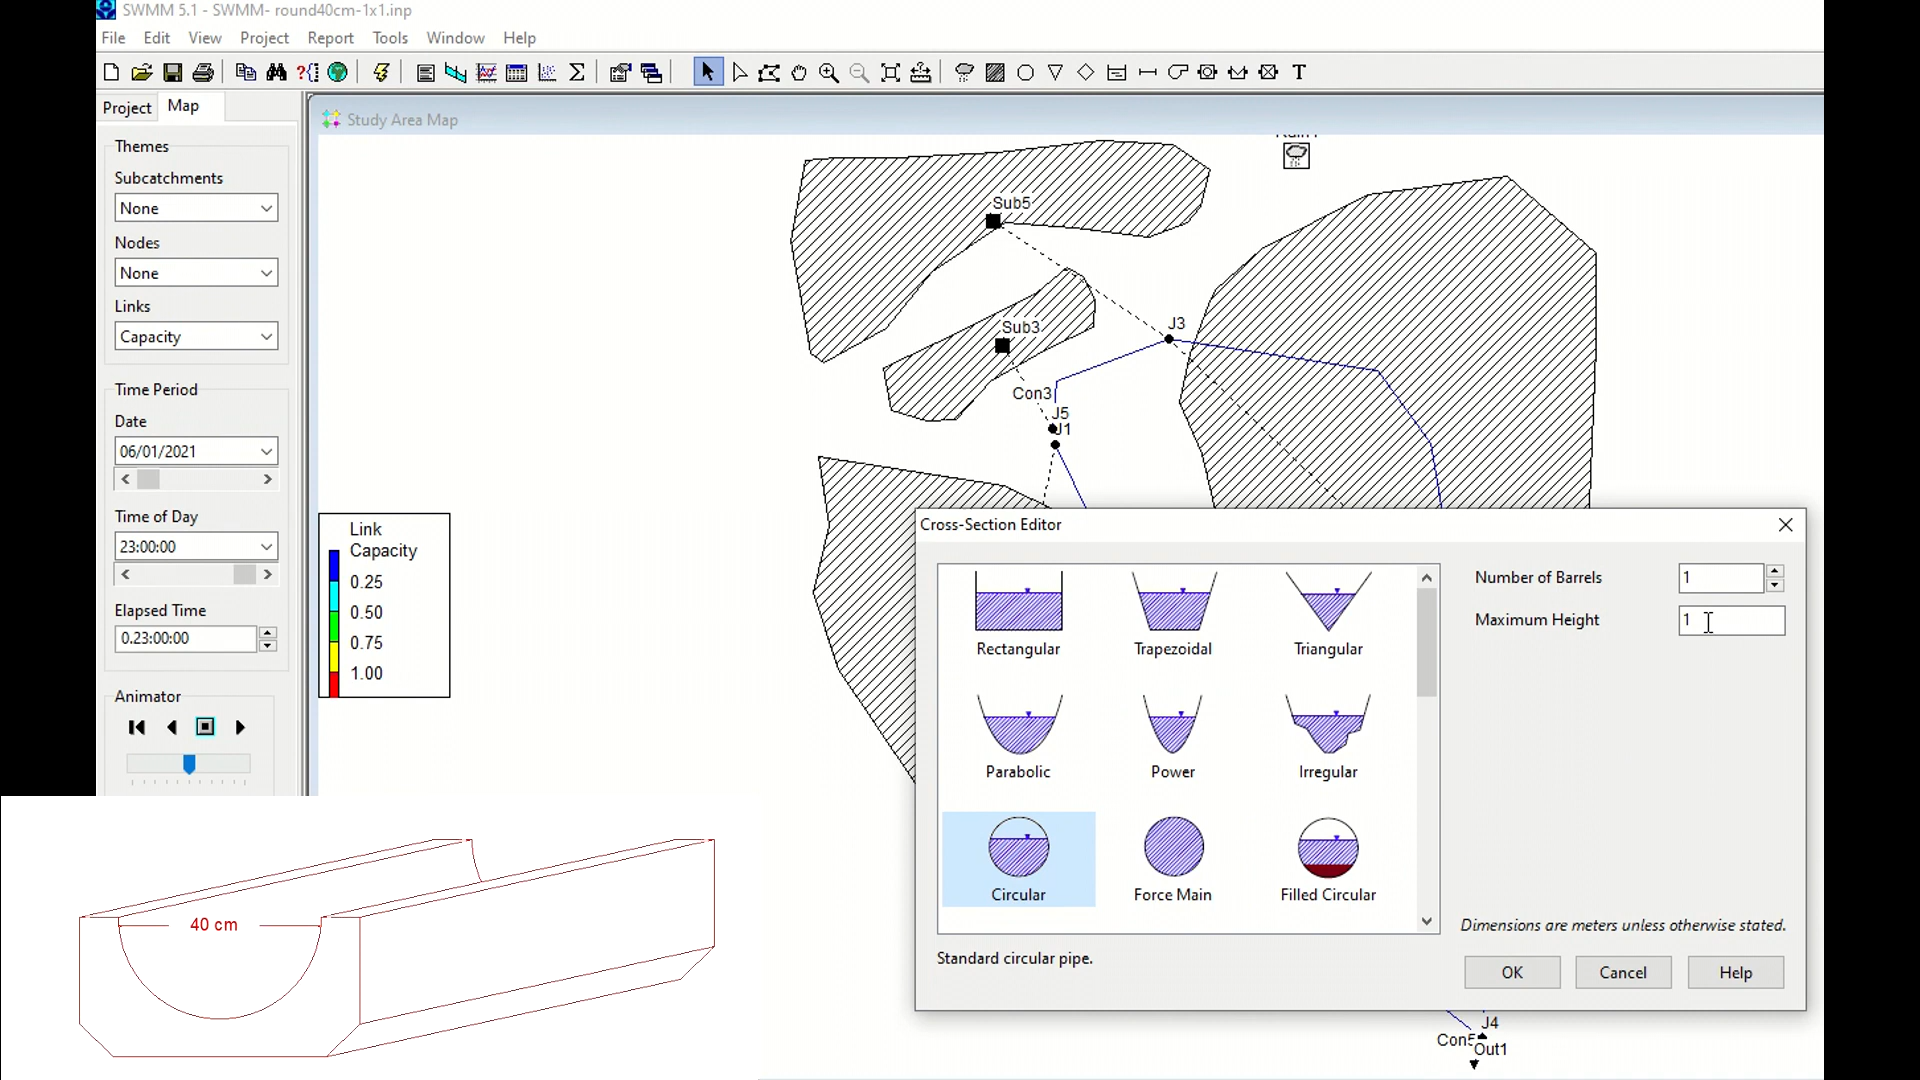 SWMM 5.1 - SWMM- round40cm-1x1.inp
File Edit View Project Report Tools Window Help
Project Map
Study Area Map
Themes
Subcatchments
None
Nodes
None
Links
Capacity
Time Period
Date
06/01/2021
Time of Day
23:00:00
Elapsed Time
0.23:00:00
Animator
Link
Capacity
0.25
0.50
0.75
1.00
Sub5
Sub3
J3
Con3
J5
J1
Cross-Section Editor
Rectangular
Trapezoidal
Triangular
Parabolic
Power
Irregular
Circular
Force Main
Filled Circular
Number of Barrels 1
Maximum Height 1
Dimensions are meters unless otherwise stated.
Standard circular pipe.
OK Cancel Help
J4
Out1
40 cm